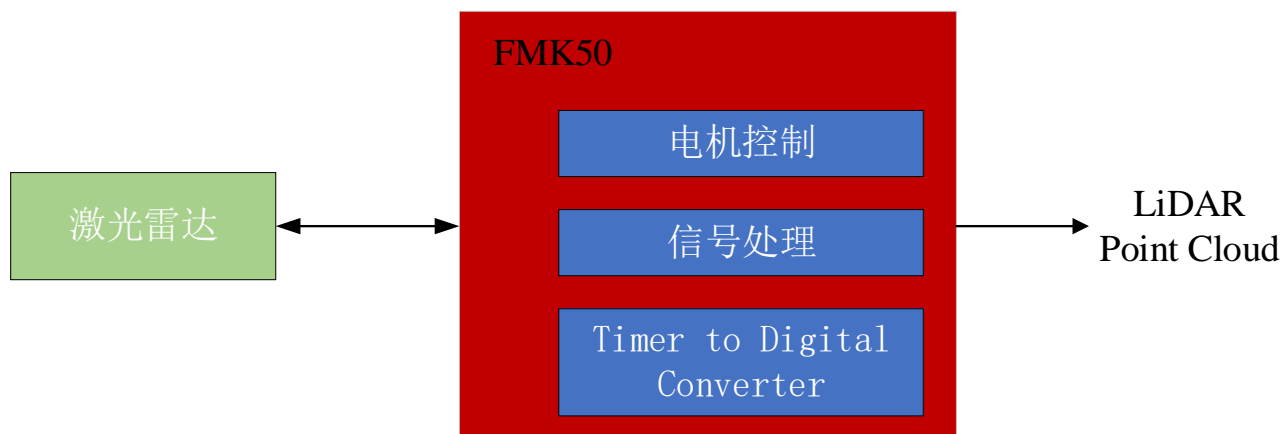 FMK50
电机控制
激光雷达
信号处理
LiDAR
Point Cloud
Timer to Digital
Converter